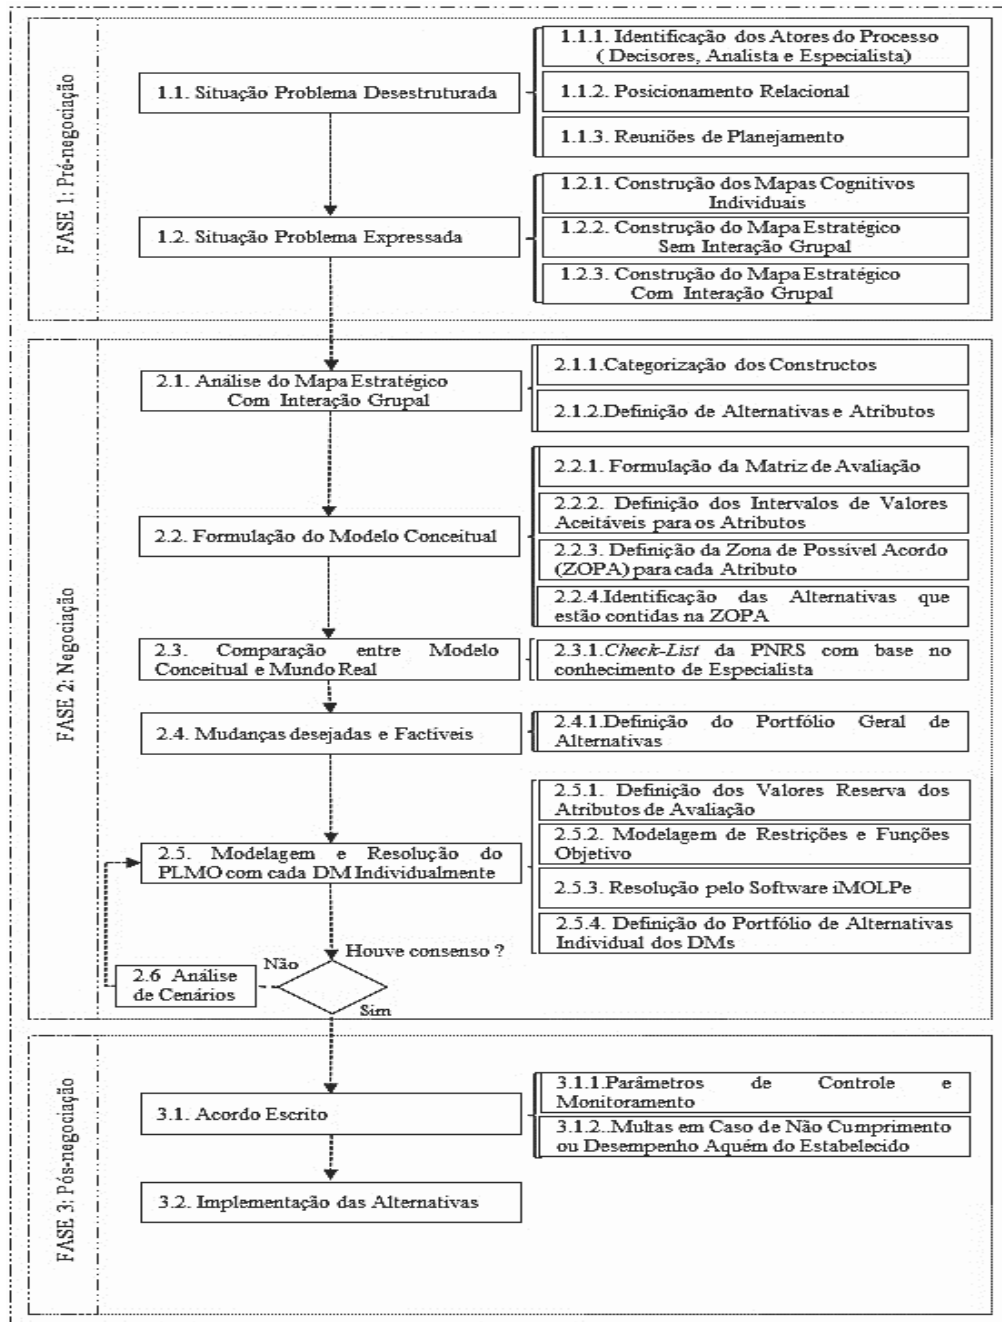 FASE 1: Pré-negociação
1.1. Situação Problema Desestruturada
1.1.1. Identificação dos Atores do Processo
( Decisores, Analista e Especialista)
1.1.2. Posicionamento Relacional
1.1.3. Reuniões de Planejamento
1.2. Situação Problema Expressada
1.2.1. Construção dos Mapas Cognitivos
Individuais
1.2.2. Construção do Mapa Estratégico
Sem Interação Grupal
1.2.3. Construção do Mapa Estratégico
Com Interação Grupal
FASE 2: Negociação
2.1. Análise do Mapa Estratégico
Com Interação Grupal
2.1.1.Categorização dos Constructos
2.1.2.Definição de Alternativas e Atributos
2.2. Formulação do Modelo Conceitual
2.2.1. Formulação da Matriz de Avaliação
2.2.2. Definição dos Intervalos de Valores
Aceitáveis para os Atributos
2.2.3. Definição da Zona de Possível Acordo
(ZOPA) para cada Atributo
2.2.4.Identificação das Alternativas que
estão contidas na ZOPA
2.3. Comparação entre Modelo
Conceitual e Mundo Real
2.3.1.Check-List da PNRS com base no
conhecimento de Especialista
2.4. Mudanças desejadas e Factíveis
2.4.1.Definição do Portfólio Geral de
Alternativas
2.5. Modelagem e Resolução do
PLMO com cada DM Individualmente
2.5.1. Definição dos Valores Reserva dos
Atributos de Avaliação
2.5.2. Modelagem de Restrições e Funções
Objetivo
2.5.3. Resolução pelo Software iMOLPe
2.5.4. Definição do Portfólio de Alternativas
Individual dos DMs
Houve consenso ?
Não
2.6 Análise
de Cenários
Sim
FASE 3: Pós-negociação
3.1. Acordo Escrito
3.1.1.Parâmetros de Controle e
Monitoramento
3.1.2..Multas em Caso de Não Cumprimento
ou Desempenho Aquém do Estabelecido
3.2. Implementação das Alternativas